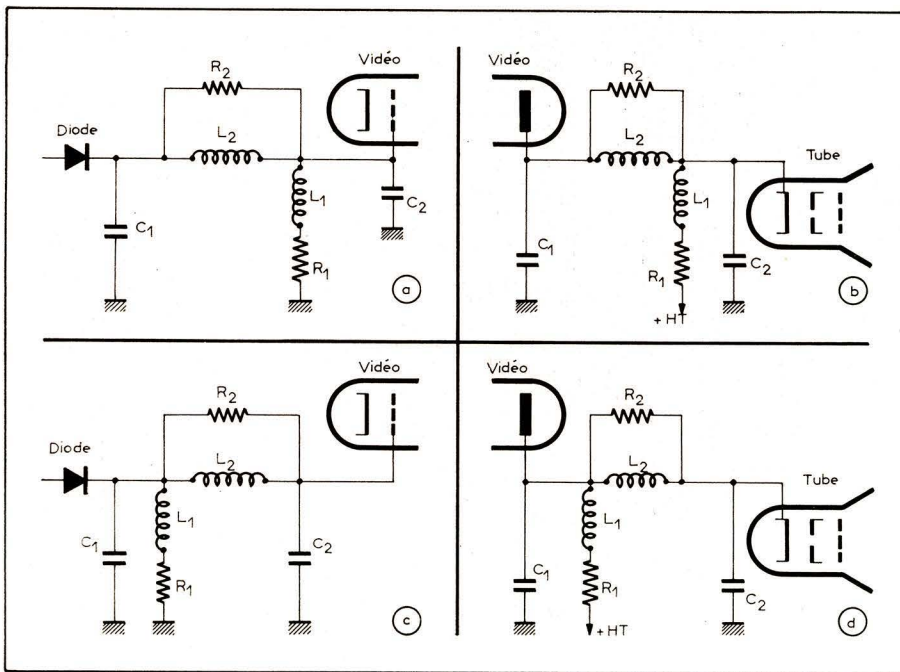 Vidéo
R2
Diode
L2
C1
L1
C2
R1
a
Vidéo
R2
L2
Tube
L1
C1
C2
R1
+ HT
b
Vidéo
R2
Diode
L2
L1
C1
C2
R1
c
Vidéo
R2
L2
Tube
L1
C1
R1
C2
+HT
d